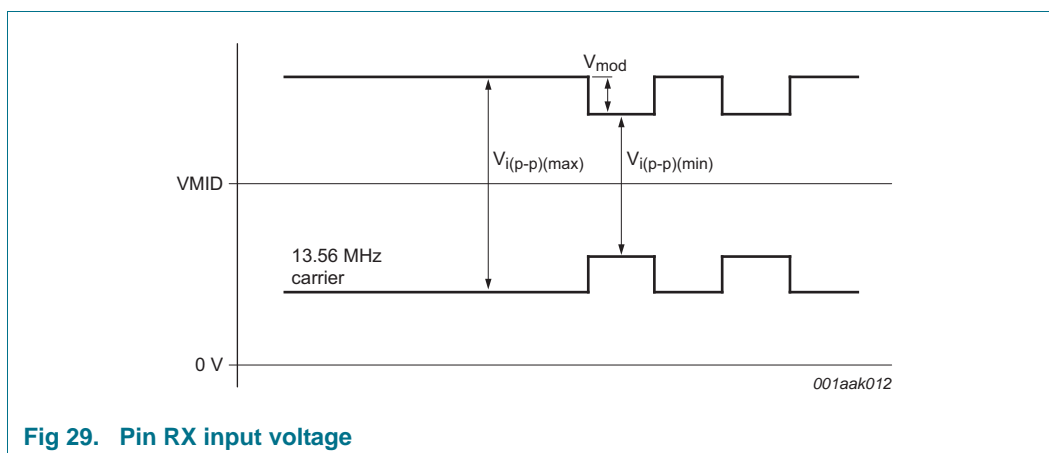 Vmod
Vi(p-p)(max)
Vi(p-p)(min)
VMID
13.56 MHz
carrier
0 V
001aak012
Fig 29. Pin RX input voltage